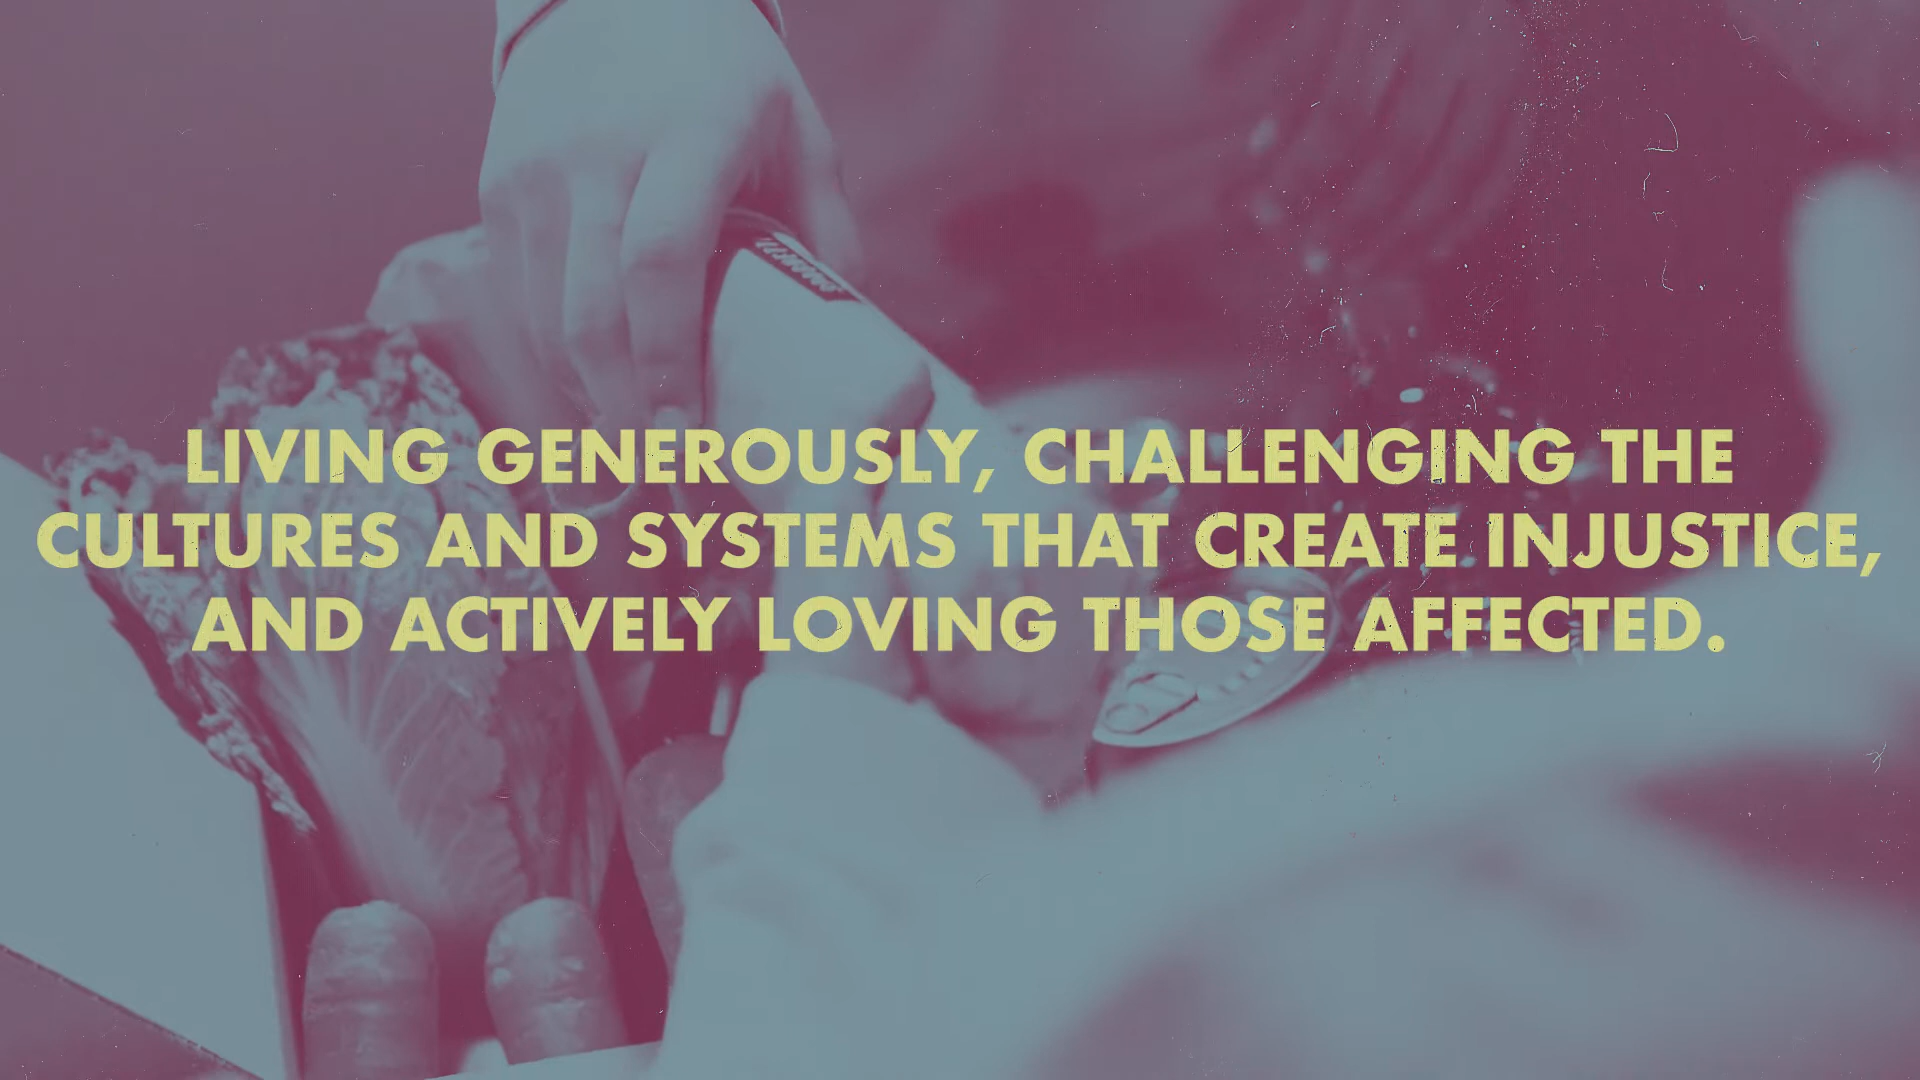 LIVING GENEROUSLY, CHALLENGING THE
CULTURES AND SYSTEMS THAT CREATE INJUSTICE,
AND ACTIVELY LOVING THOSE AFFECTED.